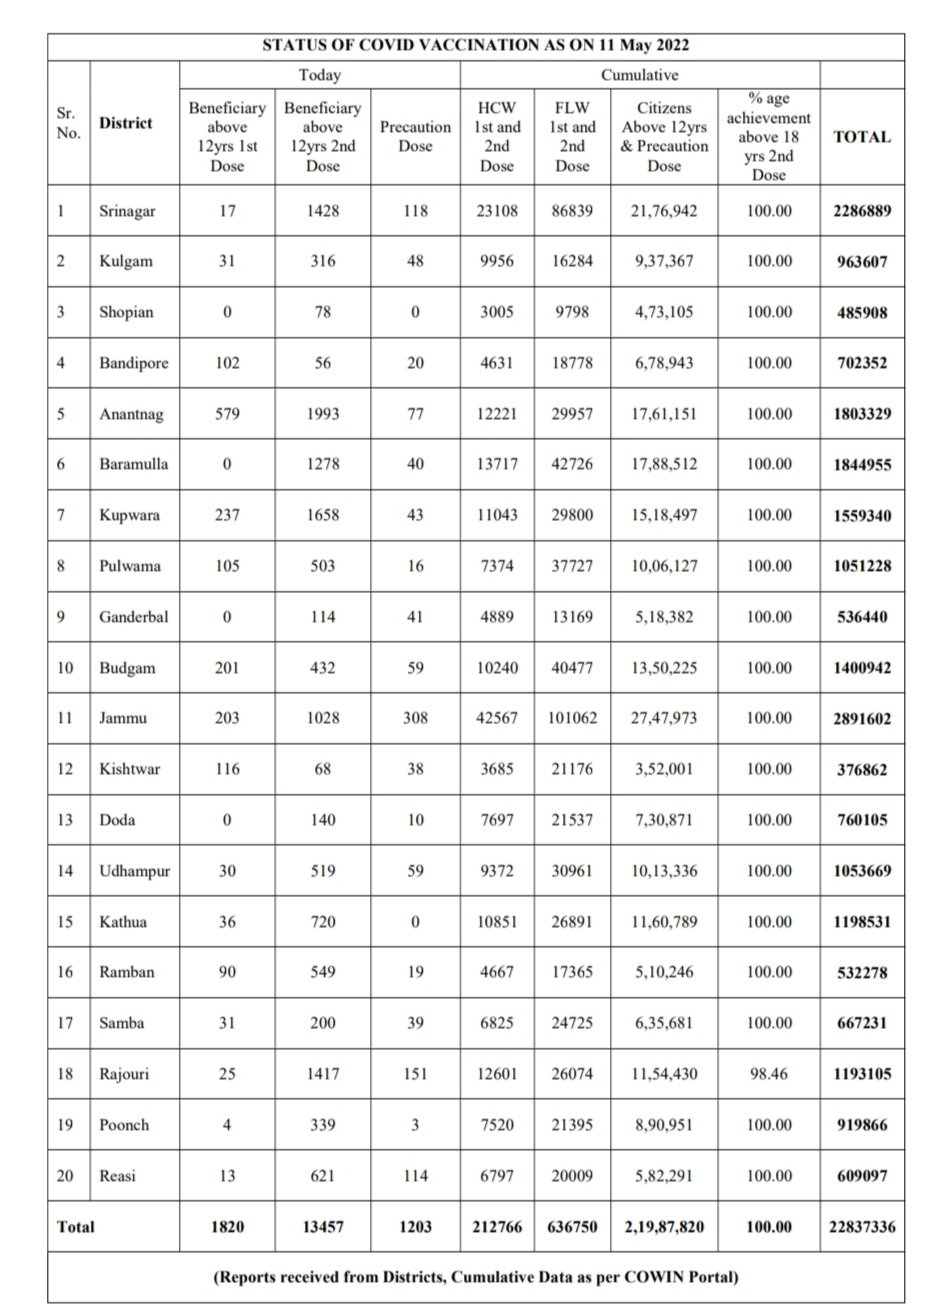 STATUS OF COVID VACCINATION AS ON 11 May 2022
Today Cumulative
Sr. No. District Beneficiary above 12yrs 1st Dose Beneficiary above 12yrs 2nd Dose Precaution Dose HCW 1st and 2nd Dose FLW 1st and 2nd Dose Citizens Above 12yrs & Precaution Dose % age achievement above 18 yrs 2nd Dose TOTAL
1 Srinagar 17 1428 118 23108 86839 21,76,942 100.00 2286889
2 Kulgam 31 316 48 9956 16284 9,37,367 100.00 963607
3 Shopian 0 78 0 3005 9798 4,73,105 100.00 485908
4 Bandipore 102 56 20 4631 18778 6,78,943 100.00 702352
5 Anantnag 579 1993 77 12221 29957 17,61,151 100.00 1803329
6 Baramulla 0 1278 40 13717 42726 17,88,512 100.00 1844955
7 Kupwara 237 1658 43 11043 29800 15,18,497 100.00 1559340
8 Pulwama 105 503 16 7374 37727 10,06,127 100.00 1051228
9 Ganderbal 0 114 41 4889 13169 5,18,382 100.00 536440
10 Budgam 201 432 59 10240 40477 13,50,225 100.00 1400942
11 Jammu 203 1028 308 42567 101062 27,47,973 100.00 2891602
12 Kishtwar 116 68 38 3685 21176 3,52,001 100.00 376862
13 Doda 0 140 10 7697 21537 7,30,871 100.00 760105
14 Udhampur 30 519 59 9372 30961 10,13,336 100.00 1053669
15 Kathua 36 720 0 10851 26891 11,60,789 100.00 1198531
16 Ramban 90 549 19 4667 17365 5,10,246 100.00 532278
17 Samba 31 200 39 6825 24725 6,35,681 100.00 667231
18 Rajouri 25 1417 151 12601 26074 11,54,430 98.46 1193105
19 Poonch 4 339 3 7520 21395 8,90,951 100.00 919866
20 Reasi 13 621 114 6797 20009 5,82,291 100.00 609097
Total 1820 13457 1203 212766 636750 2,19,87,820 100.00 22837336
(Reports received from Districts, Cumulative Data as per COWIN Portal)